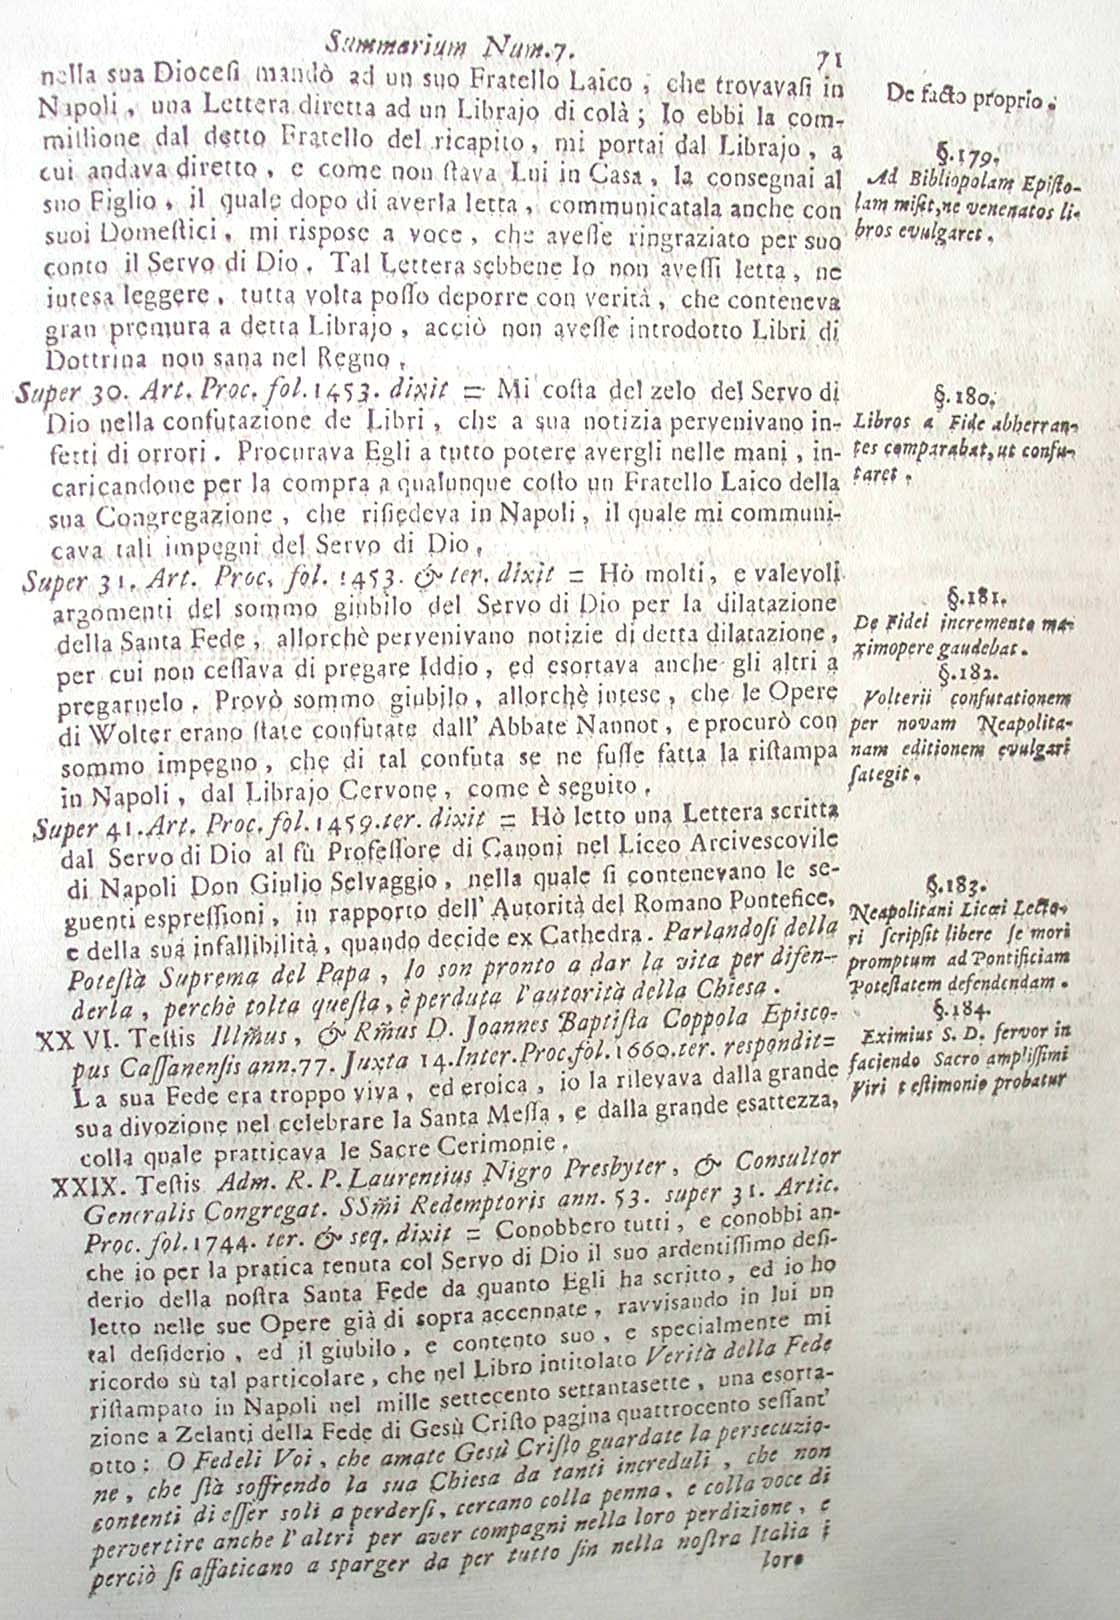 Summarium Num.7.
71
nella sua Diocesi mandò ad un suo Fratello Laico, che trovavasi in
Napoli, una Lettera diretta ad un Librajo di colà; Io ebbi la com-
missione dal detto Fratello del ricapito, mi portai dal Librajo, a
cui andava diretto, e come non stava Lui in Casa, la consegnai al
suo Figlio, il quale dopo di averla letta, communicatala anche con
suoi Domestici, mi rispose a voce, che avesse ringraziato per suo
conto il Servo di Dio. Tal Lettera sebbene Io non avessi letta, ne
intesa leggere, tutta volta posso deporre con verità, che conteneva
gran premura a detta Librajo, acciò non avesse introdotto Libri di
Dottrina non sana nel Regno.
Super 30. Art. Proc. fol. 1453. dixit = Mi costa del zelo del Servo di
Dio nella confutazione de Libri, che a sua notizia pervenivano in-
fetti di orrori. Procurava Egli a tutto potere avergli nelle mani, in-
caricandone per la compra a qualunque costo un Fratello Laico della
sua Congregazione, che risiedeva in Napoli, il quale mi communi-
cava tali impegni del Servo di Dio.
Super 31. Art. Proc. fol. 1453. & ter. dixit = Hò molti, e valevoli
argomenti del sommo giubilo del Servo di Dio per la dilatazione
della Santa Fede, allorchè pervenivano notizie di detta dilatazione,
per cui non cessava di pregare Iddio, ed esortava anche gli altri a
pregarnelo. Provò sommo giubilo, allorchè intese, che le Opere
di Wolter erano state confutate dall' Abbate Nannot, e procurò con
sommo impegno, che di tal confuta se ne fusse fatta la ristampa
in Napoli, dal Librajo Cervone, come è seguito.
Super 41. Art. Proc. fol. 1459. ter. dixit = Hò letto una Lettera scritta
dal Servo di Dio al fù Professore di Canoni nel Liceo Arcivescovile
di Napoli Don Giulio Selvaggio, nella quale si contenevano le se-
guenti espressioni, in rapporto dell' Autorità del Romano Pontefice,
e della sua infallibilità, quando decide ex Cathedra. Parlandosi della
Potestà Suprema del Papa, Io son pronto a dar la vita per difen-
derla, perchè tolta questa, è perduta l'autorità della Chiesa.
XXVI. Testis Illm̃us, & Rm̃us D. Joannes Baptista Coppola Episco-
pus Cassanensis ann. 77. Juxta 14. Inter. Proc. fol. 1660. ter. respondit =
La sua Fede era troppo viva, ed eroica, io la rilevava dalla grande
sua divozione nel celebrare la Santa Messa, e dalla grande esattezza,
colla quale pratticava le Sacre Cerimonie.
XXIX. Testis Adm. R. P. Laurentius Nigro Presbyter, & Consultor
Generalis Congregat. SSm̃i Redemptoris ann. 53. super 31. Artic.
Proc. fol. 1744. ter. & seq. dixit = Conobbero tutti, e conobbi an-
che io per la pratica tenuta col Servo di Dio il suo ardentissimo desi-
derio della nostra Santa Fede da quanto Egli ha scritto, ed io ho
letto nelle sue Opere già di sopra accennate, ravvisando in lui un
tal desiderio, ed il giubilo, e contento suo, e specialmente mi
ricordo sù tal particolare, che nel Libro intitolato Verità della Fede
ristampato in Napoli nel mille settecento settantasette, una esorta-
zione a Zelanti della Fede di Gesù Cristo pagina quattrocento sessant'
otto: O Fedeli Voi, che amate Gesù Cristo guardate la persecuzio-
ne, che stà soffrendo la sua Chiesa da tanti increduli, che non
contenti di esser soli a perdersi, cercano colla penna, e colla voce di
pervertire anche l'altri per aver compagni nella loro perdizione, e
perciò si affaticano a sparger da per tutto sin nella nostra Italia i
loro
De facto proprio.
§.179.
Ad Bibliopolam Episto-
lam misit, ne venenatos li-
bros evulgaret.
§.180.
Libros a Fide abherran-
tes comparabat, ut confu-
taret.
§.181.
De Fidei incremento ma-
ximopere gaudebat.
§.182.
Volterii confutationem
per novam Neapolita-
nam editionem evulgari
sategit.
§.183.
Neapolitani Licæi Lecto-
ri scripsit libere se mori
promptum ad Pontificiam
Potestatem defendendam.
§.184.
Eximius S. D. fervor in
faciendo Sacro amplissimi
Viri testimonio probatur